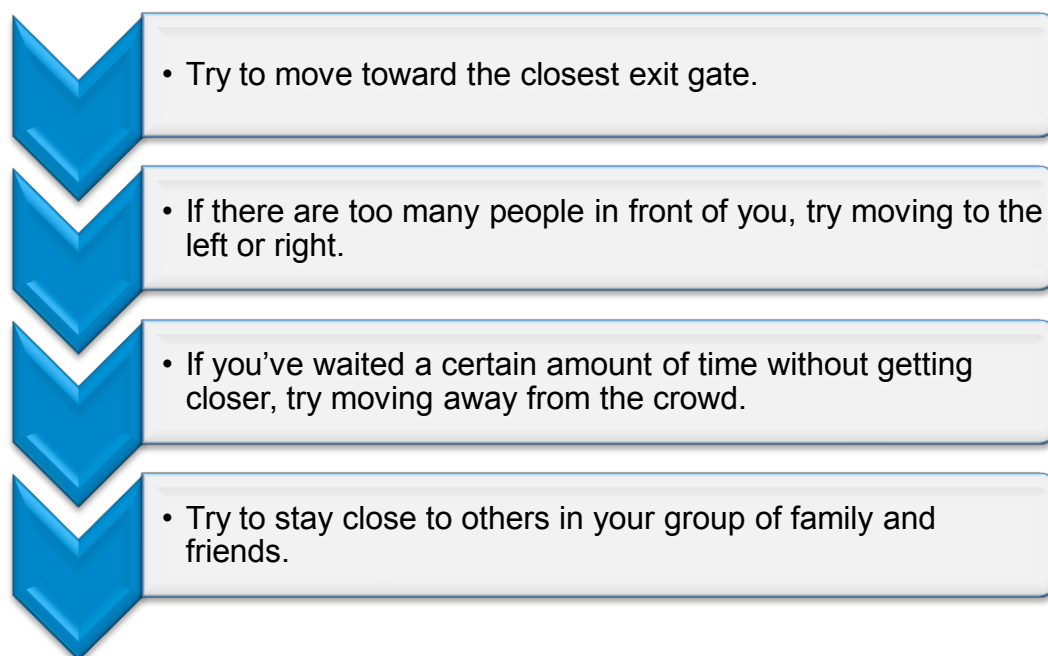 • Try to move toward the closest exit gate.
• If there are too many people in front of you, try moving to the
left or right.
• If you’ve waited a certain amount of time without getting
closer, try moving away from the crowd.
• Try to stay close to others in your group of family and
friends.